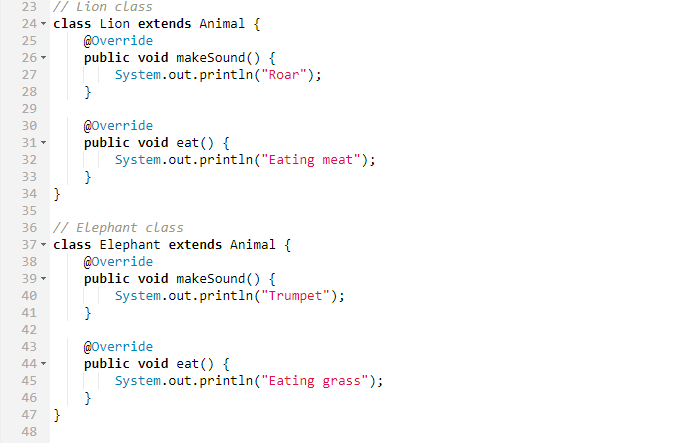 23 // Lion class
24 class Lion extends Animal {
25     @Override
26     public void makeSound() {
27         System.out.println("Roar");
28     }
29
30     @Override
31     public void eat() {
32         System.out.println("Eating meat");
33     }
34 }
35
36 // Elephant class
37 class Elephant extends Animal {
38     @Override
39     public void makeSound() {
40         System.out.println("Trumpet");
41     }
42
43     @Override
44     public void eat() {
45         System.out.println("Eating grass");
46     }
47 }
48